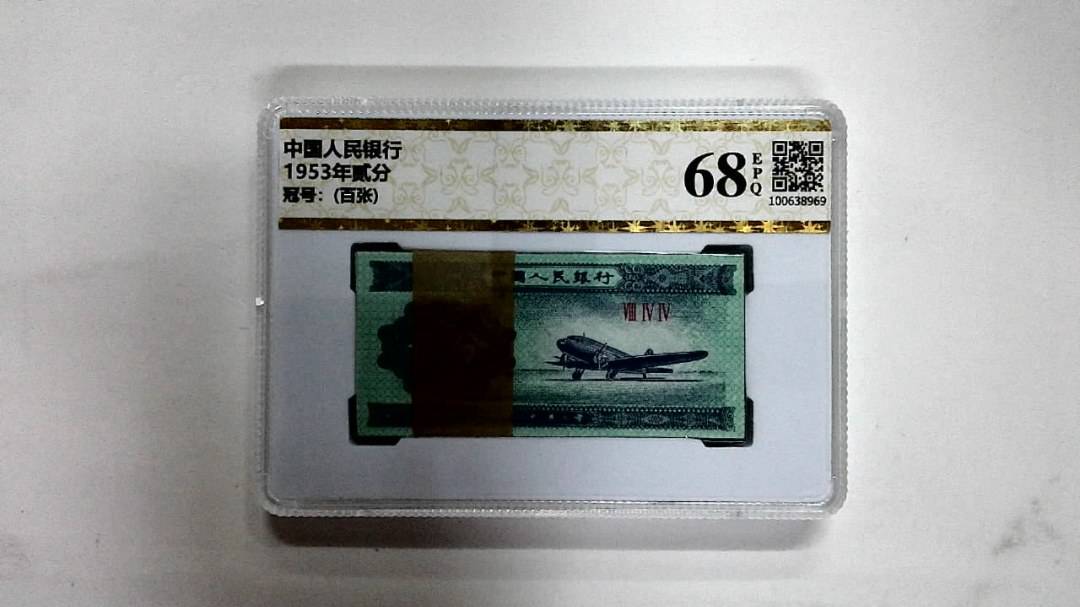 中国人民银行
1953年贰分
冠号：(百张)
68
EPQ
100638969
國人民銀行
VIII IV IV